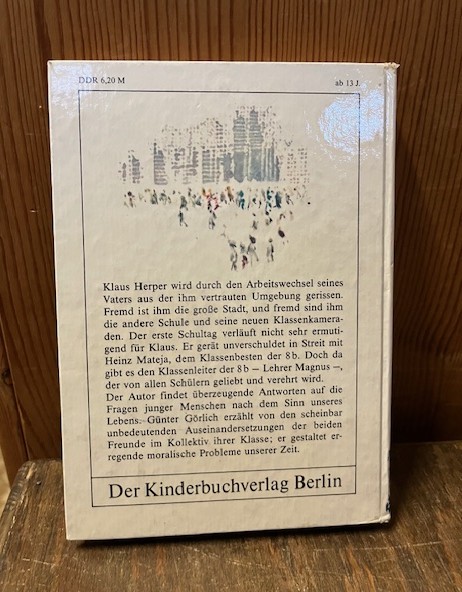 DDR 6,20 M
ab 13 J.
Klaus Herper wird durch den Arbeitswechsel seines
Vaters aus der ihm vertrauten Umgebung gerissen.
Fremd ist ihm die große Stadt, und fremd sind ihm
die andere Schule und seine neuen Klassenkamera-
den. Der erste Schultag verläuft nicht sehr ermuti-
gend für Klaus. Er gerät unverschuldet in Streit mit
Heinz Mateja, dem Klassenbesten der 8b. Doch da
gibt es den Klassenleiter der 8b – Lehrer Magnus –,
der von allen Schülern geliebt und verehrt wird.
Der Autor findet überzeugende Antworten auf die
Fragen junger Menschen nach dem Sinn unseres
Lebens. Günter Görlich erzählt von den scheinbar
unbedeutenden Auseinandersetzungen der beiden
Freunde im Kollektiv ihrer Klasse; er gestaltet er-
regende moralische Probleme unserer Zeit.
Der Kinderbuchverlag Berlin